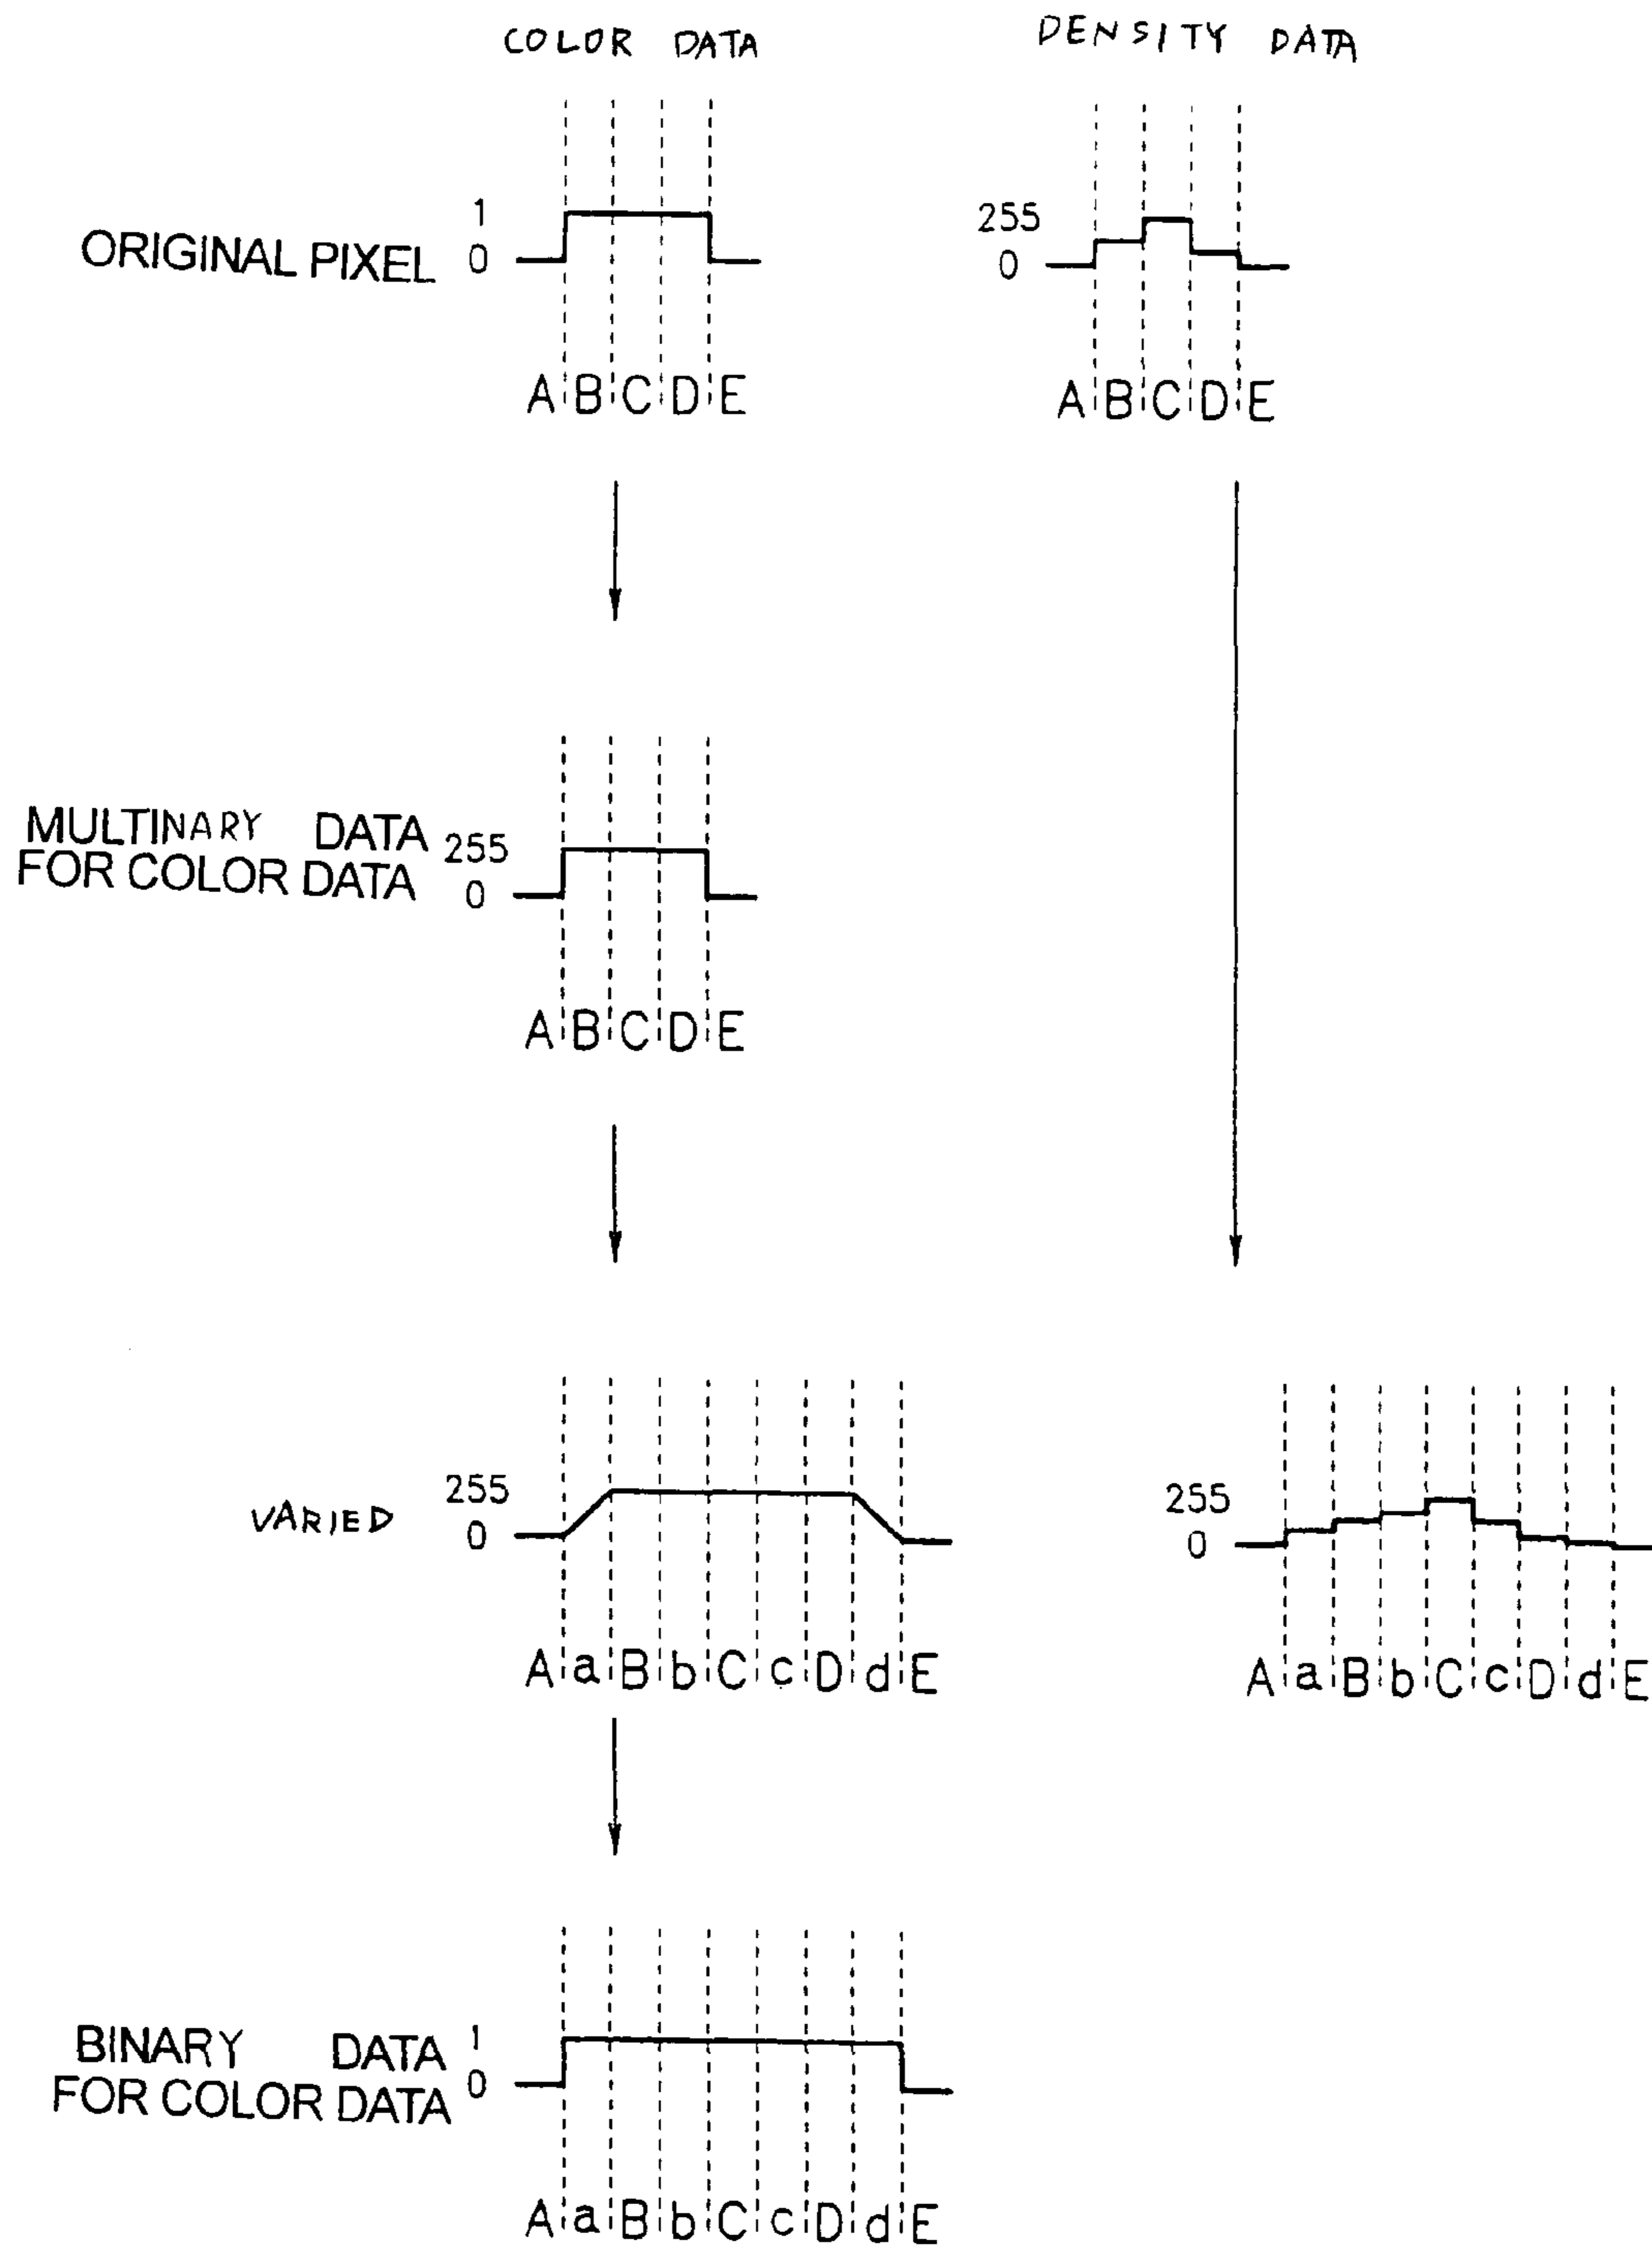 COLOR DATA
DENSITY DATA
ORIGINAL PIXEL
1
0
255
0
A B C D E
A B C D E
MULTINARY DATA
FOR COLOR DATA
255
0
A B C D E
VARIED
255
0
255
0
A a B b C c D d E
A a B b C c D d E
BINARY DATA
FOR COLOR DATA
1
0
A a B b C c D d E